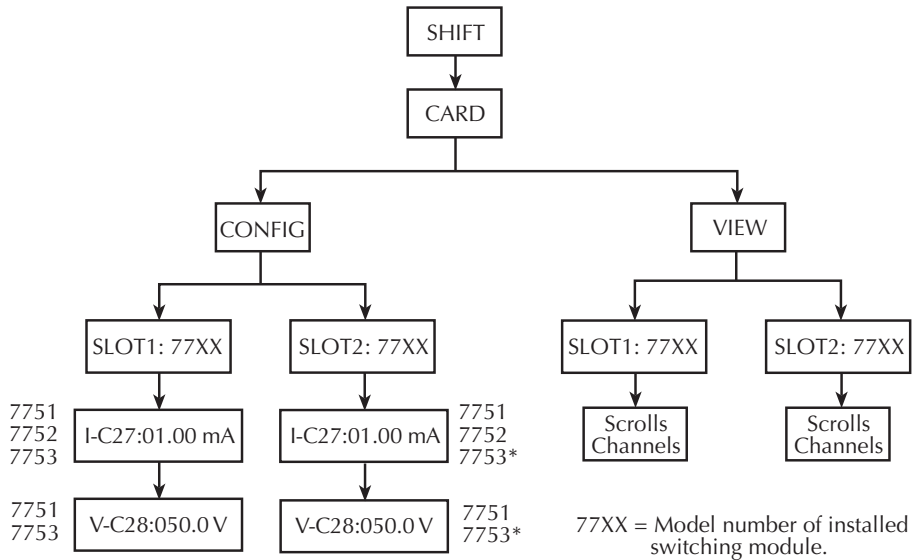 SHIFT
CARD
CONFIG
VIEW
SLOT1: 77XX
SLOT2: 77XX
SLOT1: 77XX
SLOT2: 77XX
7751
7752
7753
I-C27:01.00 mA
I-C27:01.00 mA
7751
7752
7753*
Scrolls
Channels
Scrolls
Channels
7751
7753
V-C28:050.0 V
V-C28:050.0 V
7751
7753*
77XX = Model number of installed
switching module.